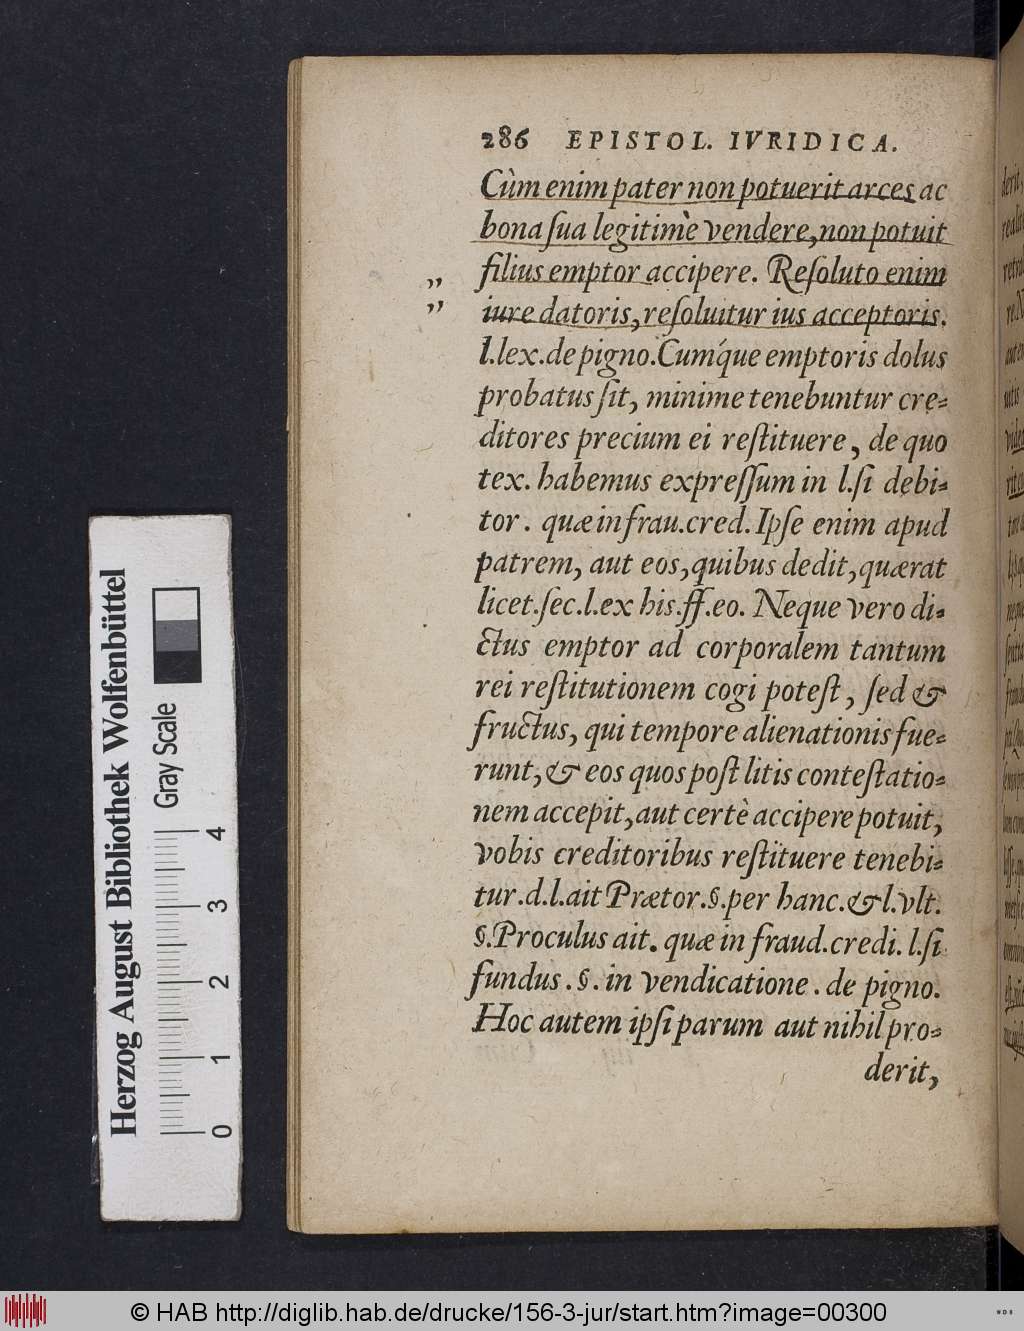 286 EPISTOL. IVRIDICA.
Cùm enim pater non potuerit arces ac
bona ſua legitimè vendere, non potuit
filius emptor accipere. Reſoluto enim
iure datoris, reſoluitur ius acceptoris.
l.lex.de pigno. Cumq́ue emptoris dolus
probatus ſit, minime tenebuntur cre-
ditores precium ei reſtituere, de quo
tex. habemus expreſſum in l.ſi debi-
tor. quæ in frau.cred. Ipſe enim apud
patrem, aut eos, quibus dedit, quærat
licet.ſec.l.ex his.ff.eo. Neque vero di-
ctus emptor ad corporalem tantum
rei reſtitutionem cogi poteſt, ſed &
fructus, qui tempore alienationis fue-
runt, & eos quos poſt litis conteſtatio-
nem accepit, aut certè accipere potuit,
vobis creditoribus reſtituere tenebi-
tur.d.l.ait Prætor.§.per hanc.&l.vlt.
§.Proculus ait. quæ in fraud.credi. l.ſi
fundus.§.in vendicatione.de pigno.
Hoc autem ipſi parum aut nihil pro-
derit,
Herzog August Bibliothek Wolfenbüttel
Gray Scale
0 1 2 3 4
© HAB http://diglib.hab.de/drucke/156-3-jur/start.htm?image=00300